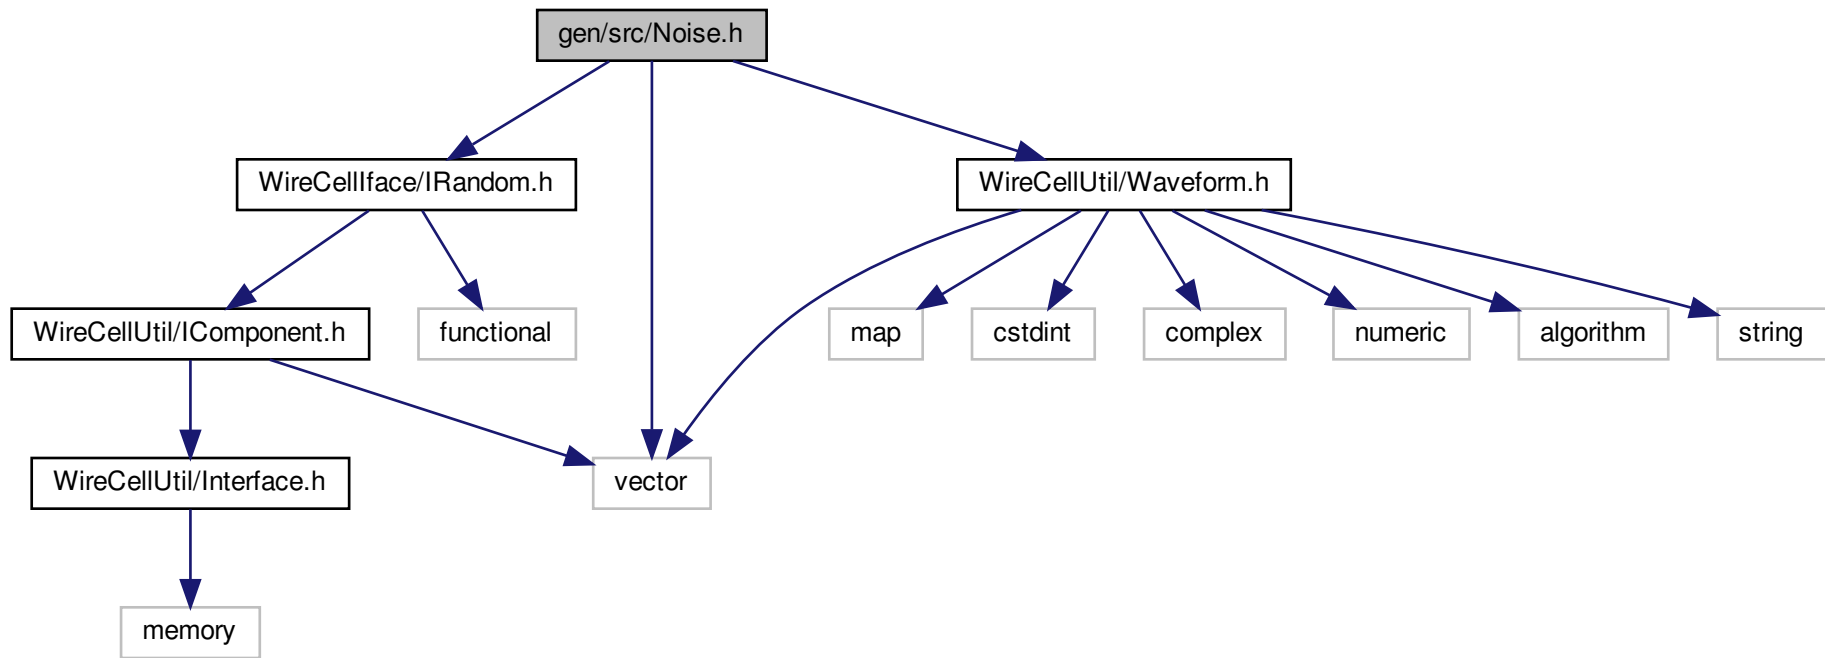 gen/src/Noise.h
WireCellIface/IRandom.h
WireCellUtil/Waveform.h
WireCellUtil/IComponent.h
functional
map
cstdint
complex
numeric
algorithm
string
WireCellUtil/Interface.h
vector
memory